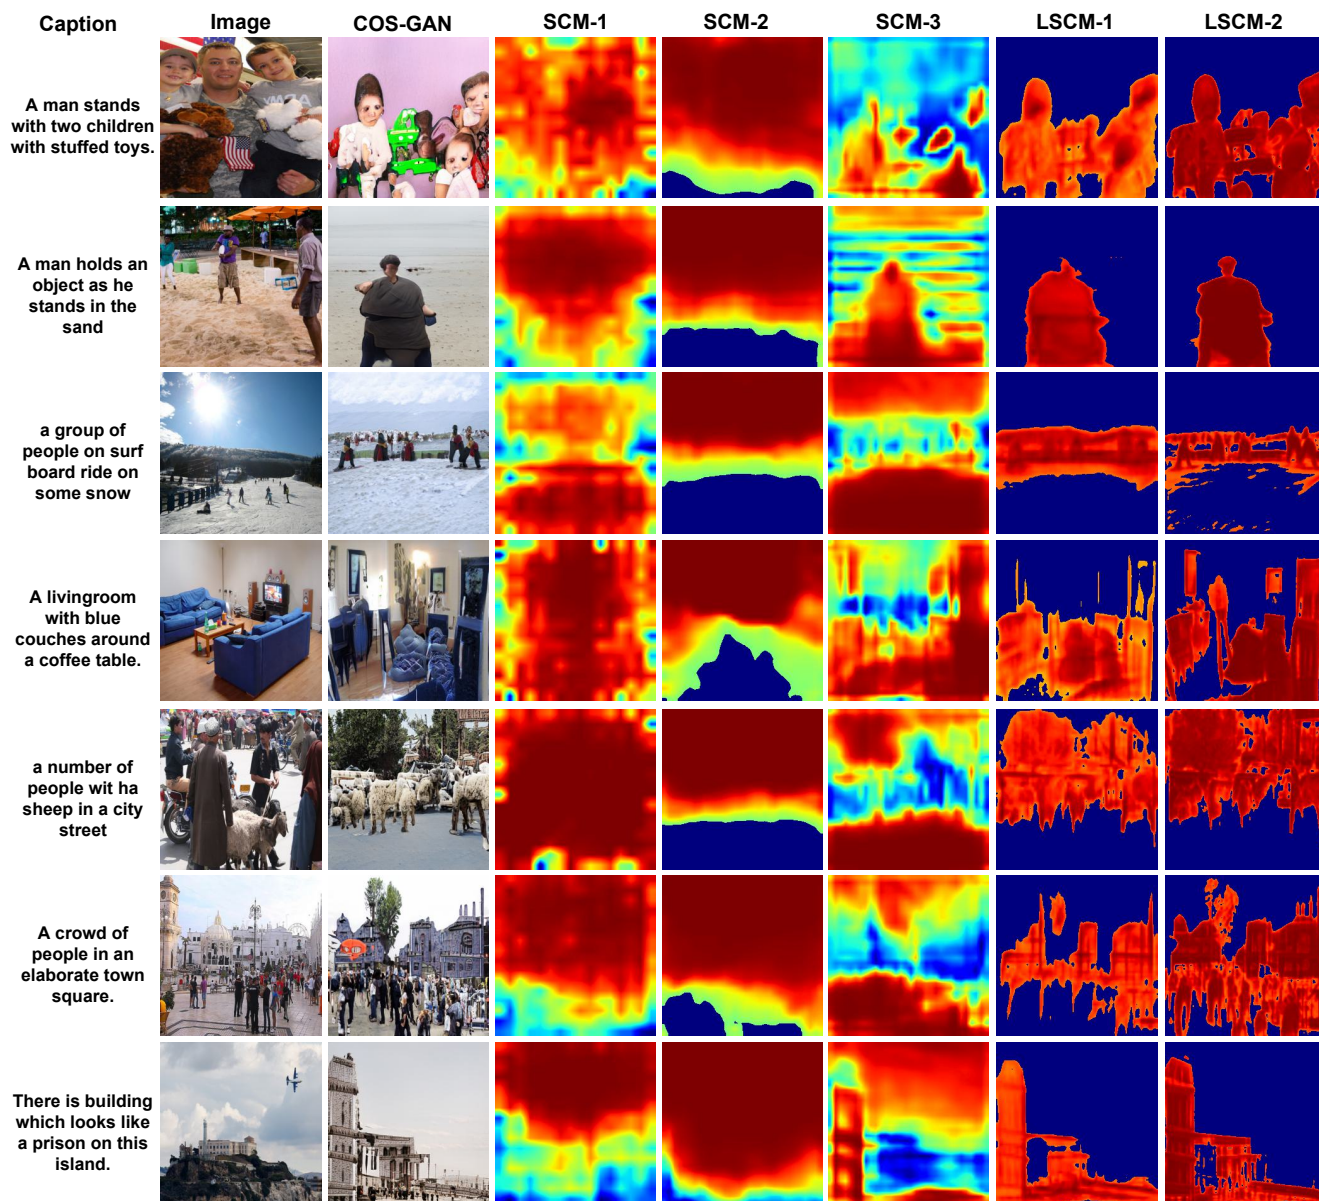 Caption Image COS-GAN SCM-1 SCM-2 SCM-3 LSCM-1 LSCM-2
A man stands
with two children
with stuffed toys.
A man holds an
object as he
stands in the
sand
a group of
people on surf
board ride on
some snow
A livingroom
with blue
couches around
a coffee table.
a number of
people wit ha
sheep in a city
street
A crowd of
people in an
elaborate town
square.
There is building
which looks like
a prison on this
island.